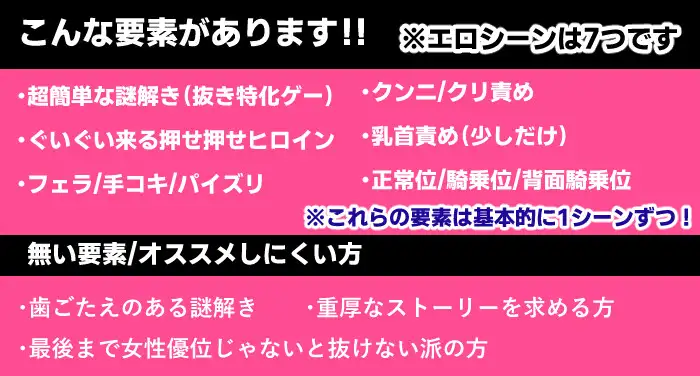 こんな要素があります!!
※エロシーンは7つです
・超簡単な謎解き(抜き特化ゲー)
・ぐいぐい来る押せ押せヒロイン
・フェラ/手コキ/パイズリ
・クンニ/クリ責め
・乳首責め(少しだけ)
・正常位/騎乗位/背面騎乗位
※これらの要素は基本的に1シーンずつ!
無い要素/オススメしにくい方
・歯ごたえのある謎解き
・重厚なストーリーを求める方
・最後まで女性優位じゃないと抜けない派の方